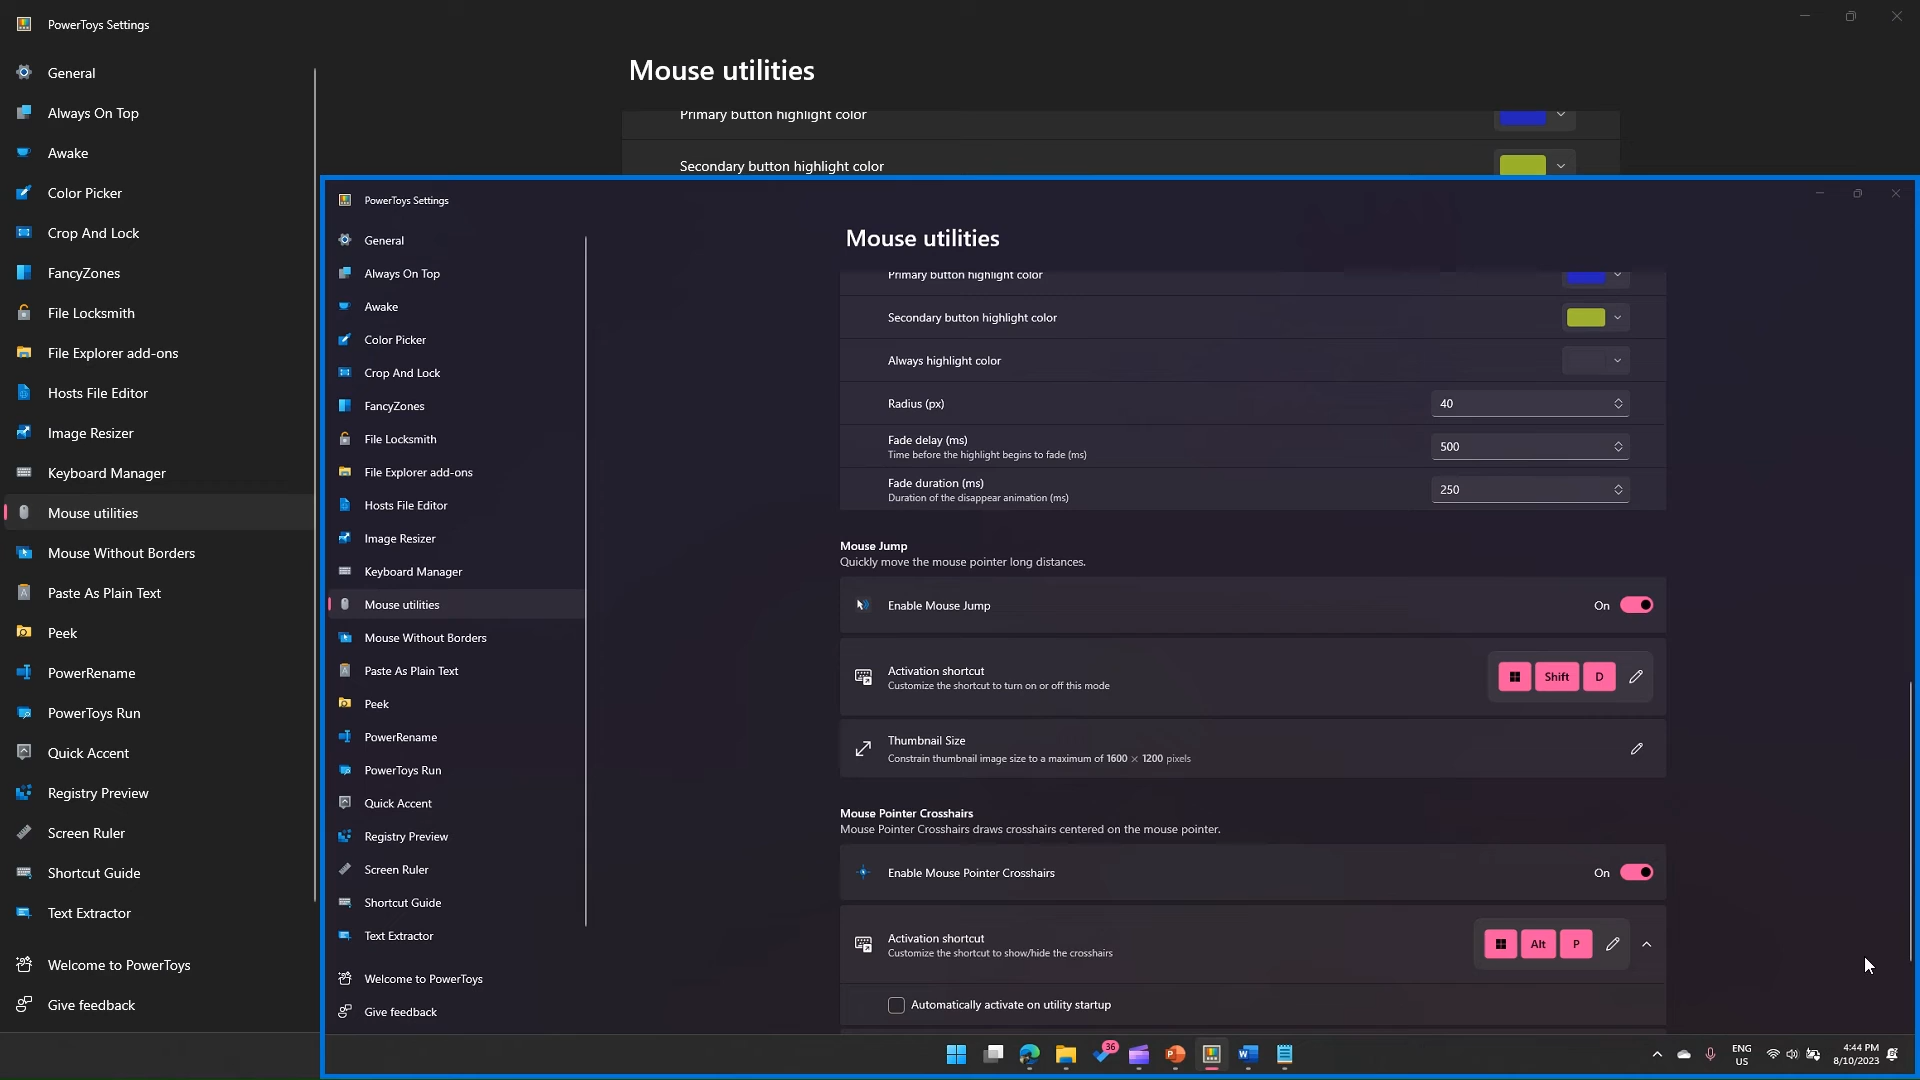 PowerToys Settings
General
Always On Top
Awake
Color Picker
Crop And Lock
FancyZones
File Locksmith
File Explorer add-ons
Hosts File Editor
Image Resizer
Keyboard Manager
Mouse utilities
Mouse Without Borders
Paste As Plain Text
Peek
PowerRename
PowerToys Run
Quick Accent
Registry Preview
Screen Ruler
Shortcut Guide
Text Extractor
Welcome to PowerToys
Give feedback
Mouse utilities
Primary button highlight color
Secondary button highlight color
PowerToys Settings
General
Always On Top
Awake
Color Picker
Crop And Lock
FancyZones
File Locksmith
File Explorer add-ons
Hosts File Editor
Image Resizer
Keyboard Manager
Mouse utilities
Mouse Without Borders
Paste As Plain Text
Peek
PowerRename
PowerToys Run
Quick Accent
Registry Preview
Screen Ruler
Shortcut Guide
Text Extractor
Welcome to PowerToys
Give feedback
Mouse utilities
Primary button highlight color
Secondary button highlight color
Always highlight color
Radius (px) 40
Fade delay (ms)
Time before the highlight begins to fade (ms)
500
Fade duration (ms)
Duration of the disappear animation (ms)
250
Mouse Jump
Quickly move the mouse pointer long distances.
Enable Mouse Jump On
Activation shortcut
Customize the shortcut to turn on or off this mode
Shift D
Thumbnail Size
Constrain thumbnail image size to a maximum of 1600 × 1200 pixels
Mouse Pointer Crosshairs
Mouse Pointer Crosshairs draws crosshairs centered on the mouse pointer.
Enable Mouse Pointer Crosshairs On
Activation shortcut
Customize the shortcut to show/hide the crosshairs
Alt P
Automatically activate on utility startup
36
ENG
US
4:44 PM
8/10/2023